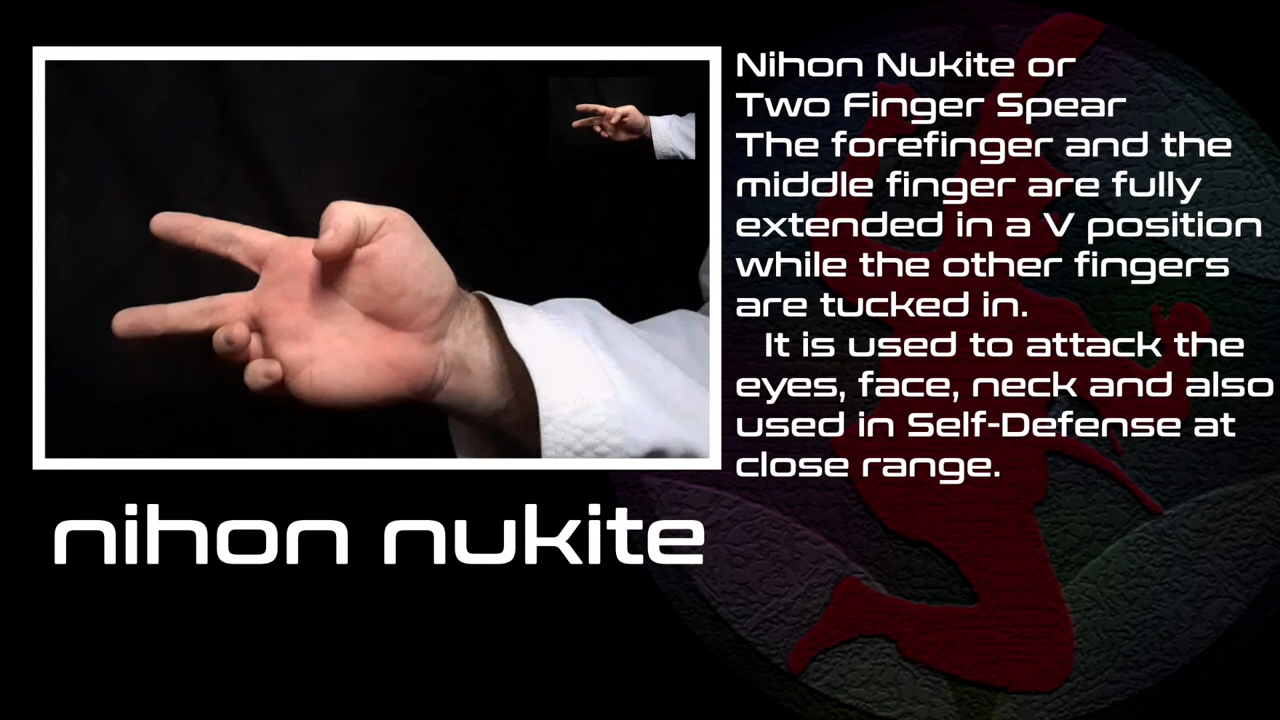 Nihon Nukite or
Two Finger Spear
The forefinger and the
middle finger are fully
extended in a V position
while the other fingers
are tucked in.
It is used to attack the
eyes, face, neck and also
used in Self-Defense at
close range.
nihon nukite